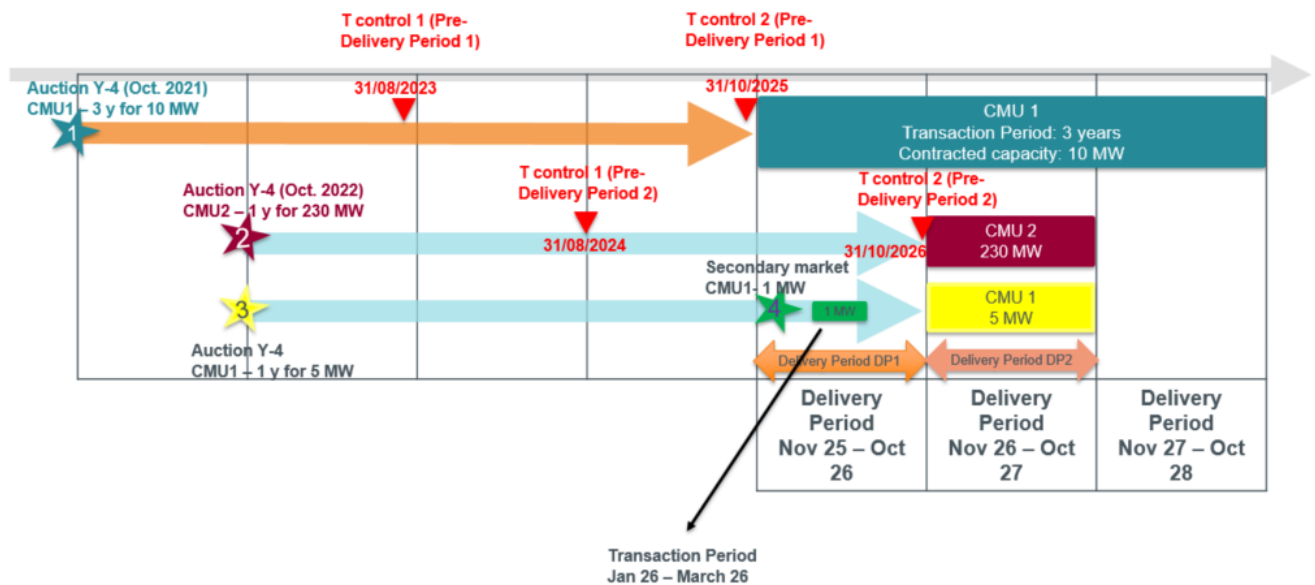 T control 1 (Pre-
Delivery Period 1)
T control 2 (Pre-
Delivery Period 1)
Auction Y-4 (Oct. 2021)
CMU1 – 3 y for 10 MW
1
31/08/2023
31/10/2025
CMU 1
Transaction Period: 3 years
Contracted capacity: 10 MW
Auction Y-4 (Oct. 2022)
CMU2 – 1 y for 230 MW
2
T control 1 (Pre-
Delivery Period 2)
31/08/2024
T control 2 (Pre-
Delivery Period 2)
31/10/2026
CMU 2
230 MW
Secondary market
CMU1- 1 MW
3
4
1 MW
CMU 1
5 MW
Auction Y-4
CMU1 – 1 y for 5 MW
Delivery Period DP1
Delivery Period DP2
Delivery
Period
Nov 25 – Oct
26
Delivery
Period
Nov 26 – Oct
27
Delivery
Period
Nov 27 – Oct
28
Transaction Period
Jan 26 – March 26